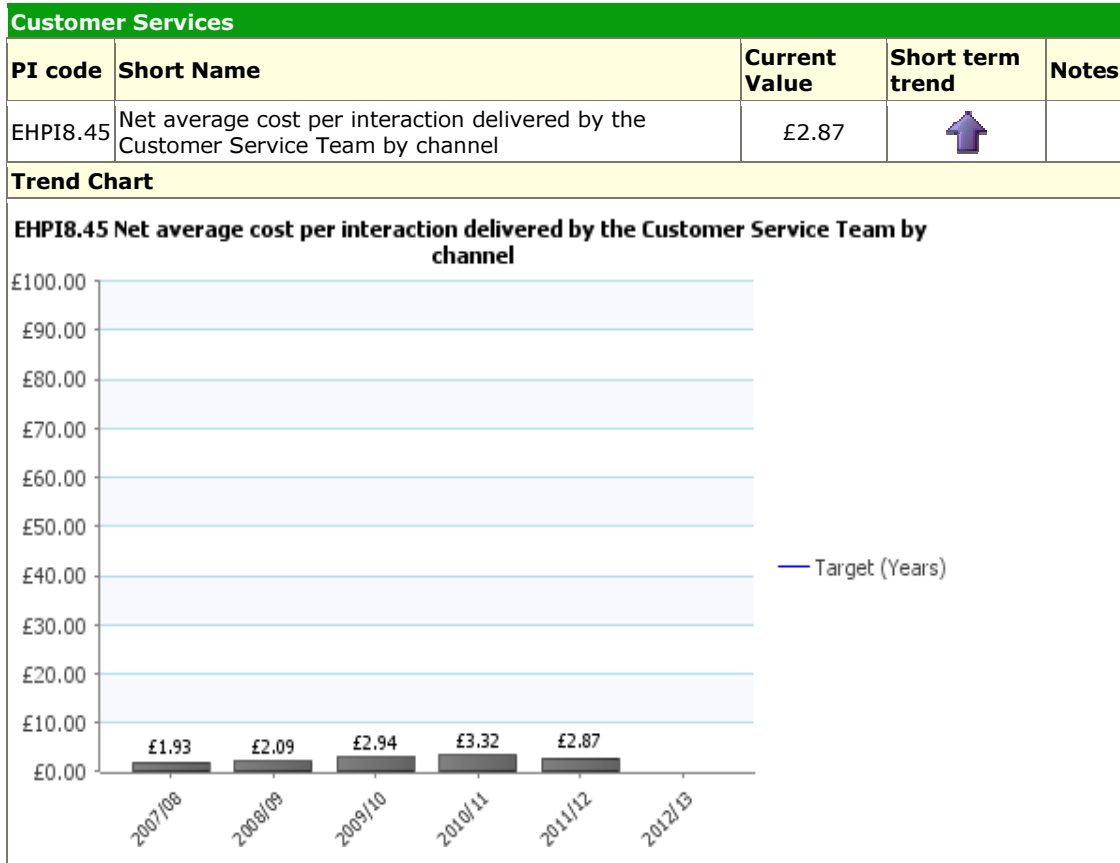 Customer Services
PI code Short Name Current Value Short term trend Notes
EHPI8.45 Net average cost per interaction delivered by the
Customer Service Team by channel £2.87
Trend Chart
EHPI8.45 Net average cost per interaction delivered by the Customer Service Team by
channel
£100.00
£90.00
£80.00
£70.00
£60.00
£50.00
£40.00
£30.00
£20.00
£10.00
£0.00
£1.93 £2.09 £2.94 £3.32 £2.87
2007/08 2008/09 2009/10 2010/11 2011/12 2012/13
Target (Years)